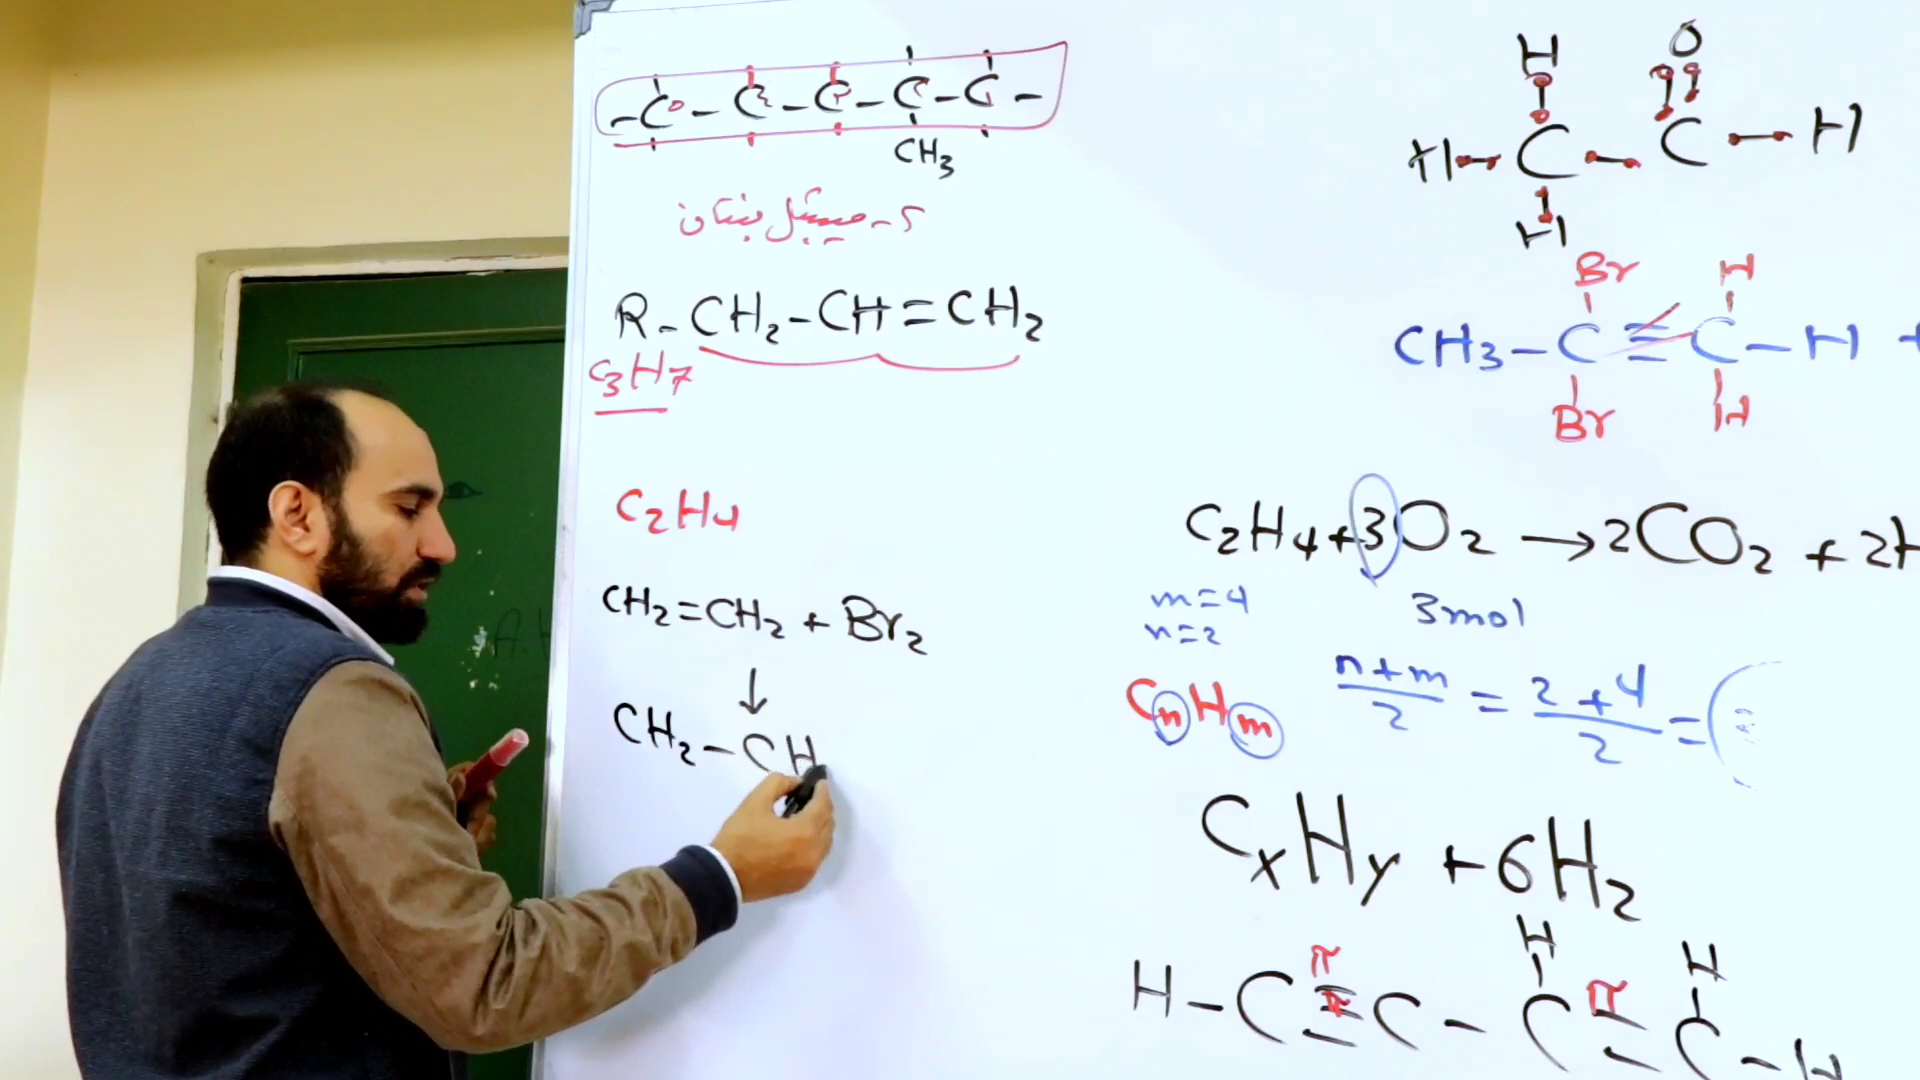 - C - C - C - C - C -
CH3
۲- متیل پنتان
R - CH2 - CH = CH2
C3H7
C2H4
CH2 = CH2 + Br2
↓
CH2 - CH
H O
H - C - C - H
H
Br H
CH3 - C ≡ C - H +
Br H
C2H4 + 3O2 → 2CO2 + 2H
m = 4
n = 2
3mol
CnHm
n+m/2 = 2+4/2 =
CxHy + 6H2
π H π H
H - C ≡ C - C = C - H
π